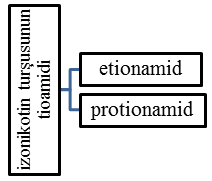 izonikotin turşusunun
tioamidi
etionamid
protionamid